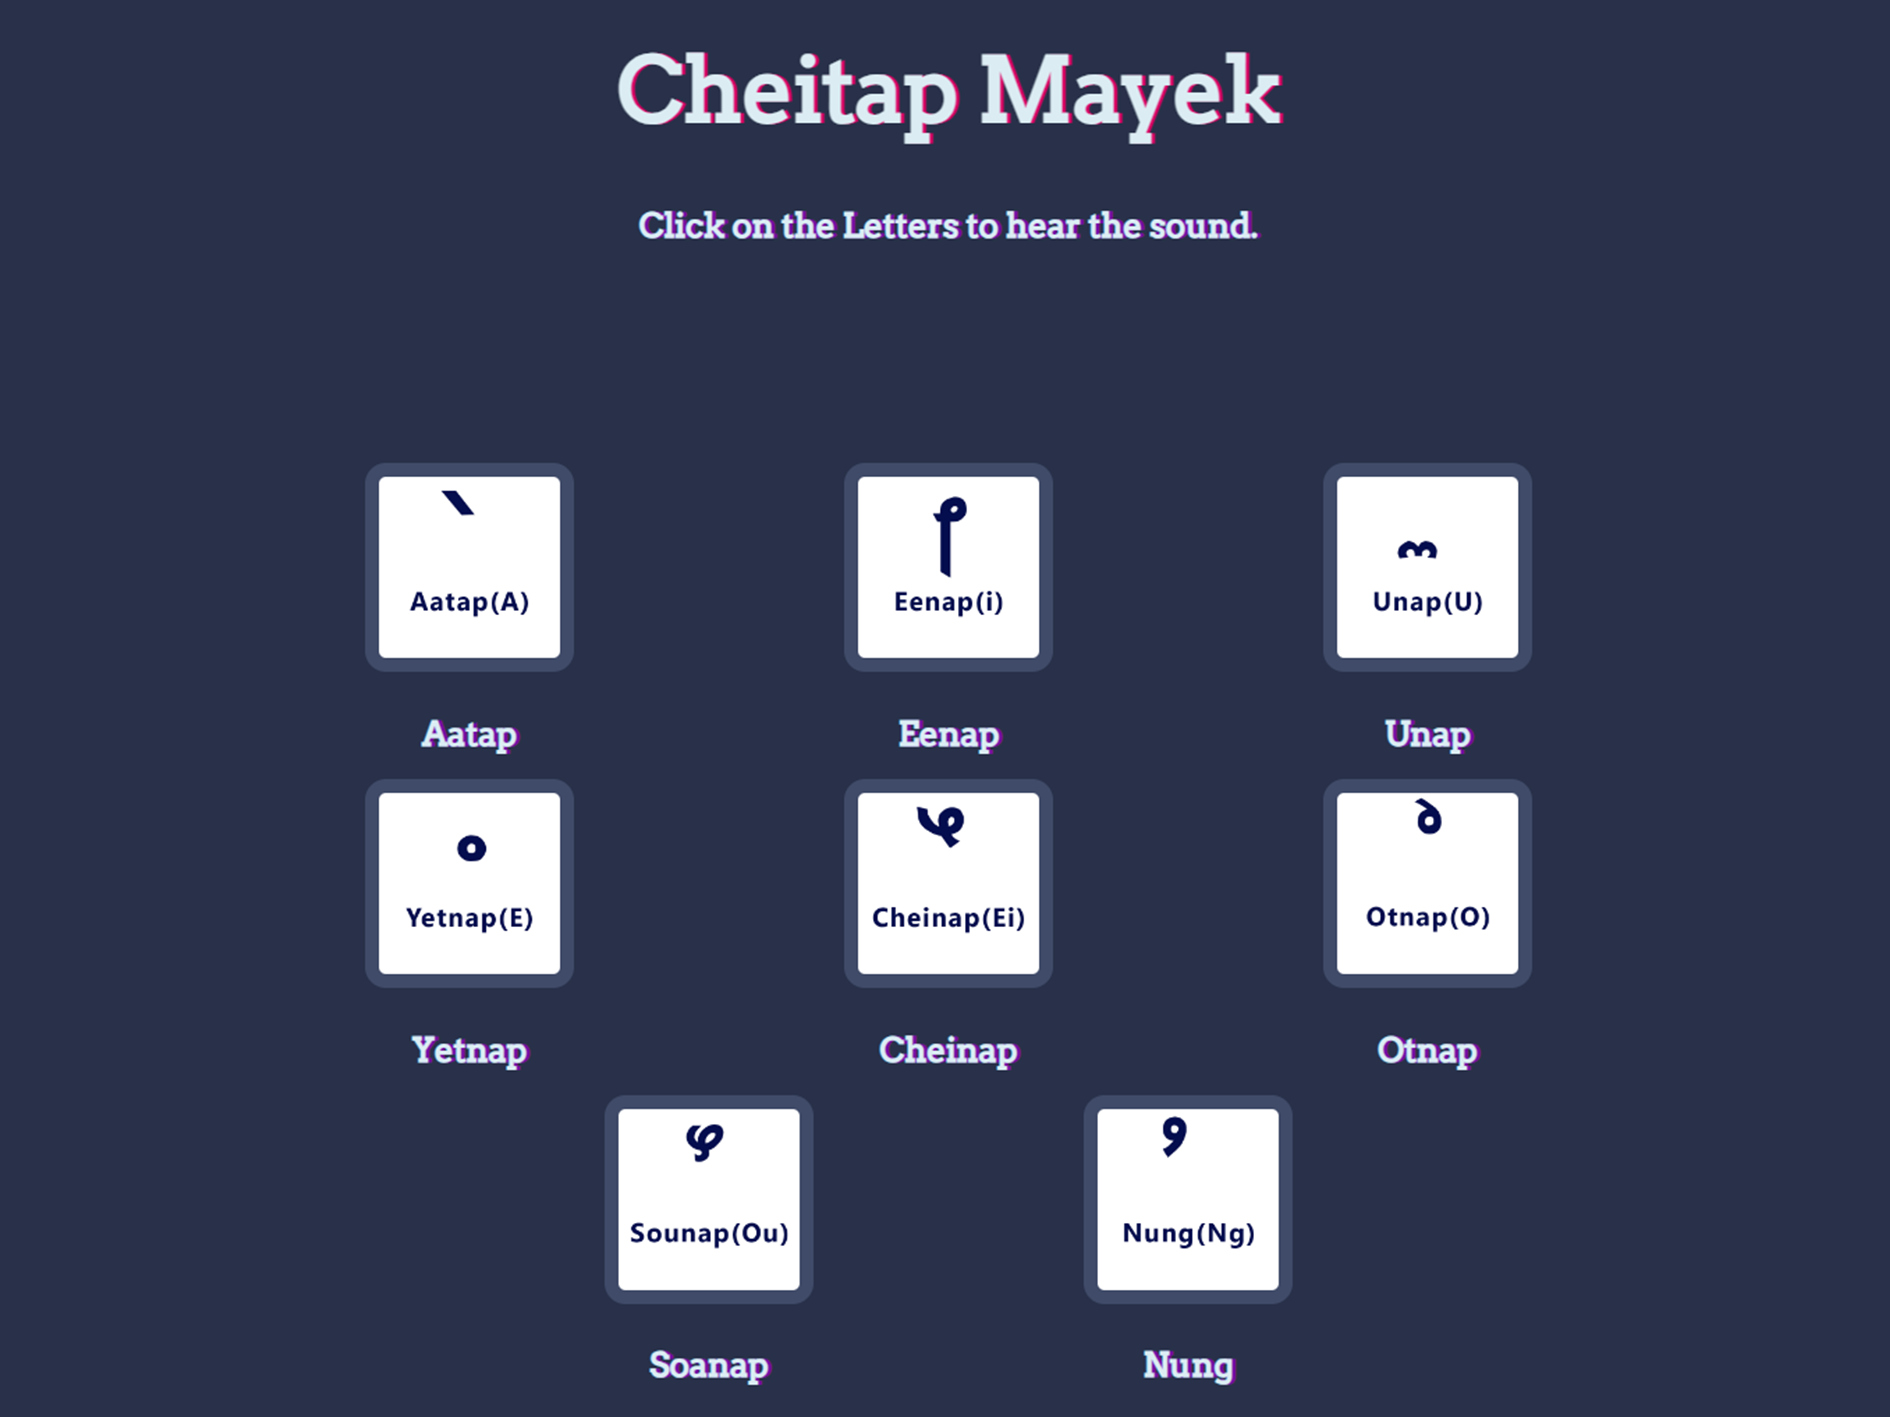 Cheitap Mayek
Click on the Letters to hear the sound.
ꯥ
Aatap(A)
ꯤ
Eenap(i)
ꯨ
Unap(U)
Aatap
Eenap
Unap
ꯦ
Yetnap(E)
ꯩ
Cheinap(Ei)
ꯣ
Otnap(O)
Yetnap
Cheinap
Otnap
ꯧ
Sounap(Ou)
ꯪ
Nung(Ng)
Soanap
Nung